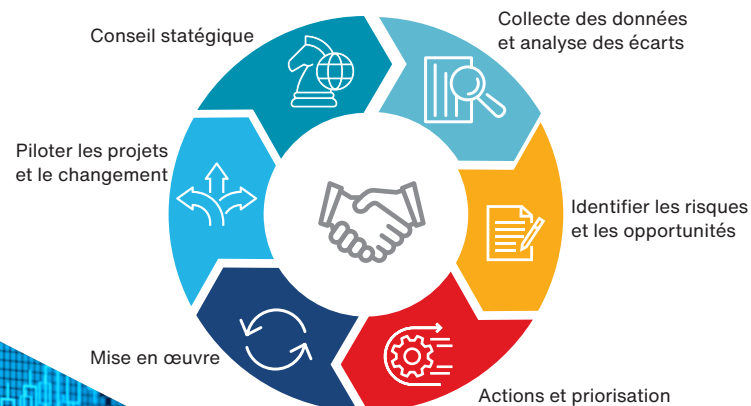 Conseil statégique
Collecte des données
et analyse des écarts
Piloter les projets
et le changement
Identifier les risques
et les opportunités
Mise en œuvre
Actions et priorisation